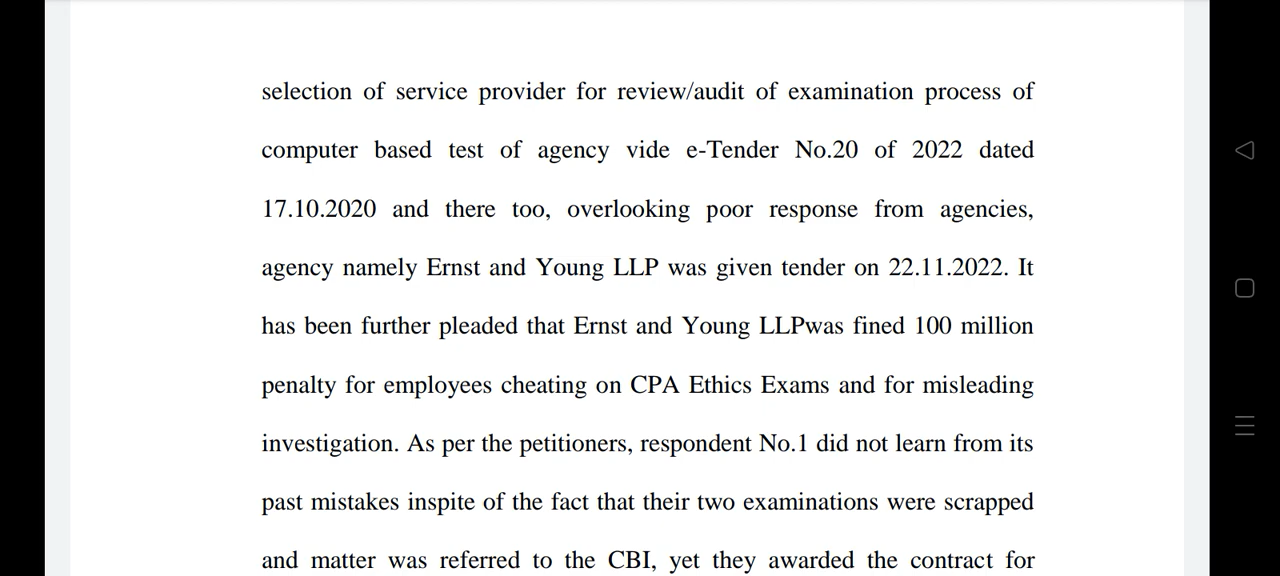 selection of service provider for review/audit of examination process of
computer based test of agency vide e-Tender No.20 of 2022 dated
17.10.2020 and there too, overlooking poor response from agencies,
agency namely Ernst and Young LLP was given tender on 22.11.2022. It
has been further pleaded that Ernst and Young LLPwas fined 100 million
penalty for employees cheating on CPA Ethics Exams and for misleading
investigation. As per the petitioners, respondent No.1 did not learn from its
past mistakes inspite of the fact that their two examinations were scrapped
and matter was referred to the CBI, yet they awarded the contract for